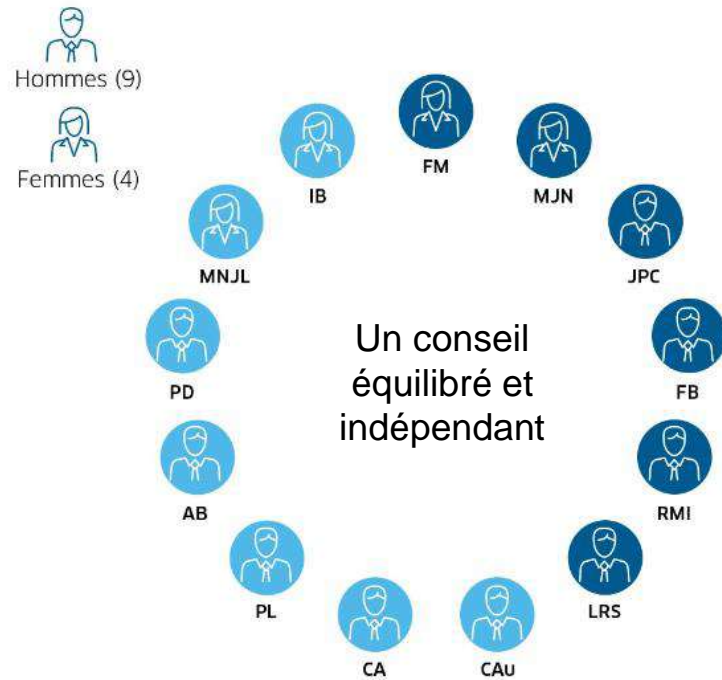 Hommes (9)
Femmes (4)
FM
IB
MJN
MNJL
JPC
Un conseil
équilibré et
indépendant
PD
FB
AB
RMI
PL
LRS
CA
CAu